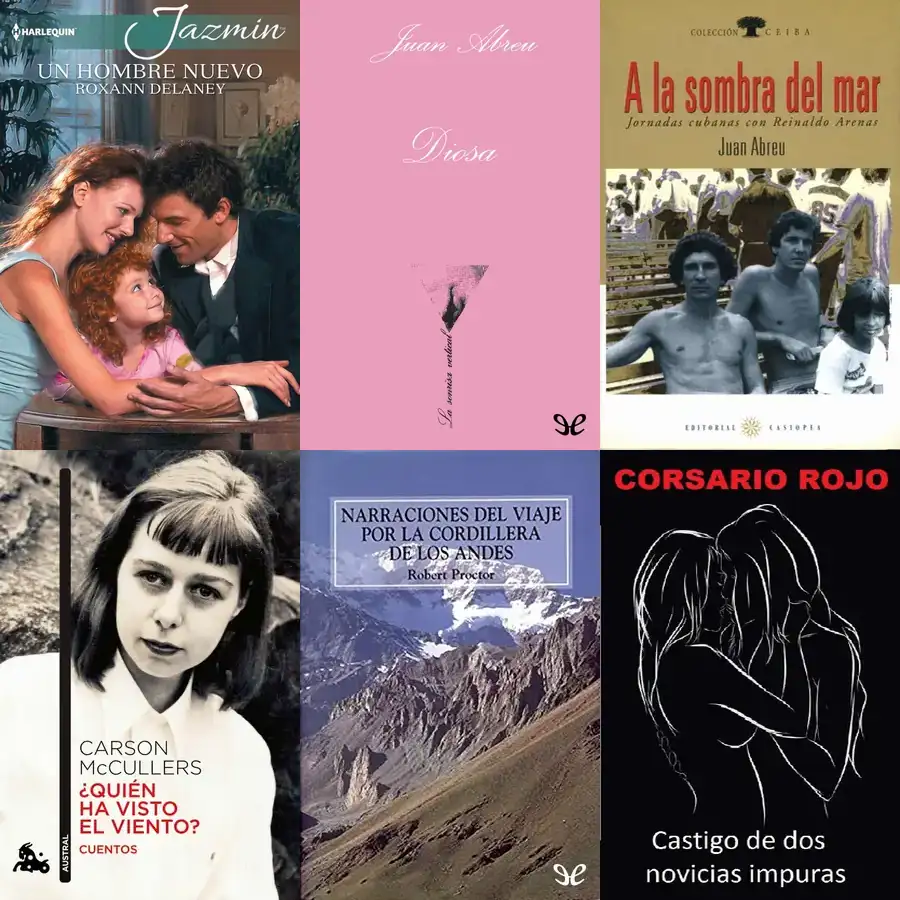 HARLEQUIN
Jazmín
UN HOMBRE NUEVO
ROXANN DELANEY
Juan Abreu
Diosa
La sonrisa vertical
COLECCIÓN CEIBA
A la sombra del mar
Jornadas cubanas con Reinaldo Arenas
Juan Abreu
85
EDITORIAL CASIOPEA
CARSON
McCULLERS
¿QUIÉN
HA VISTO
EL VIENTO?
CUENTOS
AUSTRAL
NARRACIONES DEL VIAJE
POR LA CORDILLERA
DE LOS ANDES
Robert Proctor
CORSARIO ROJO
Castigo de dos
novicias impuras